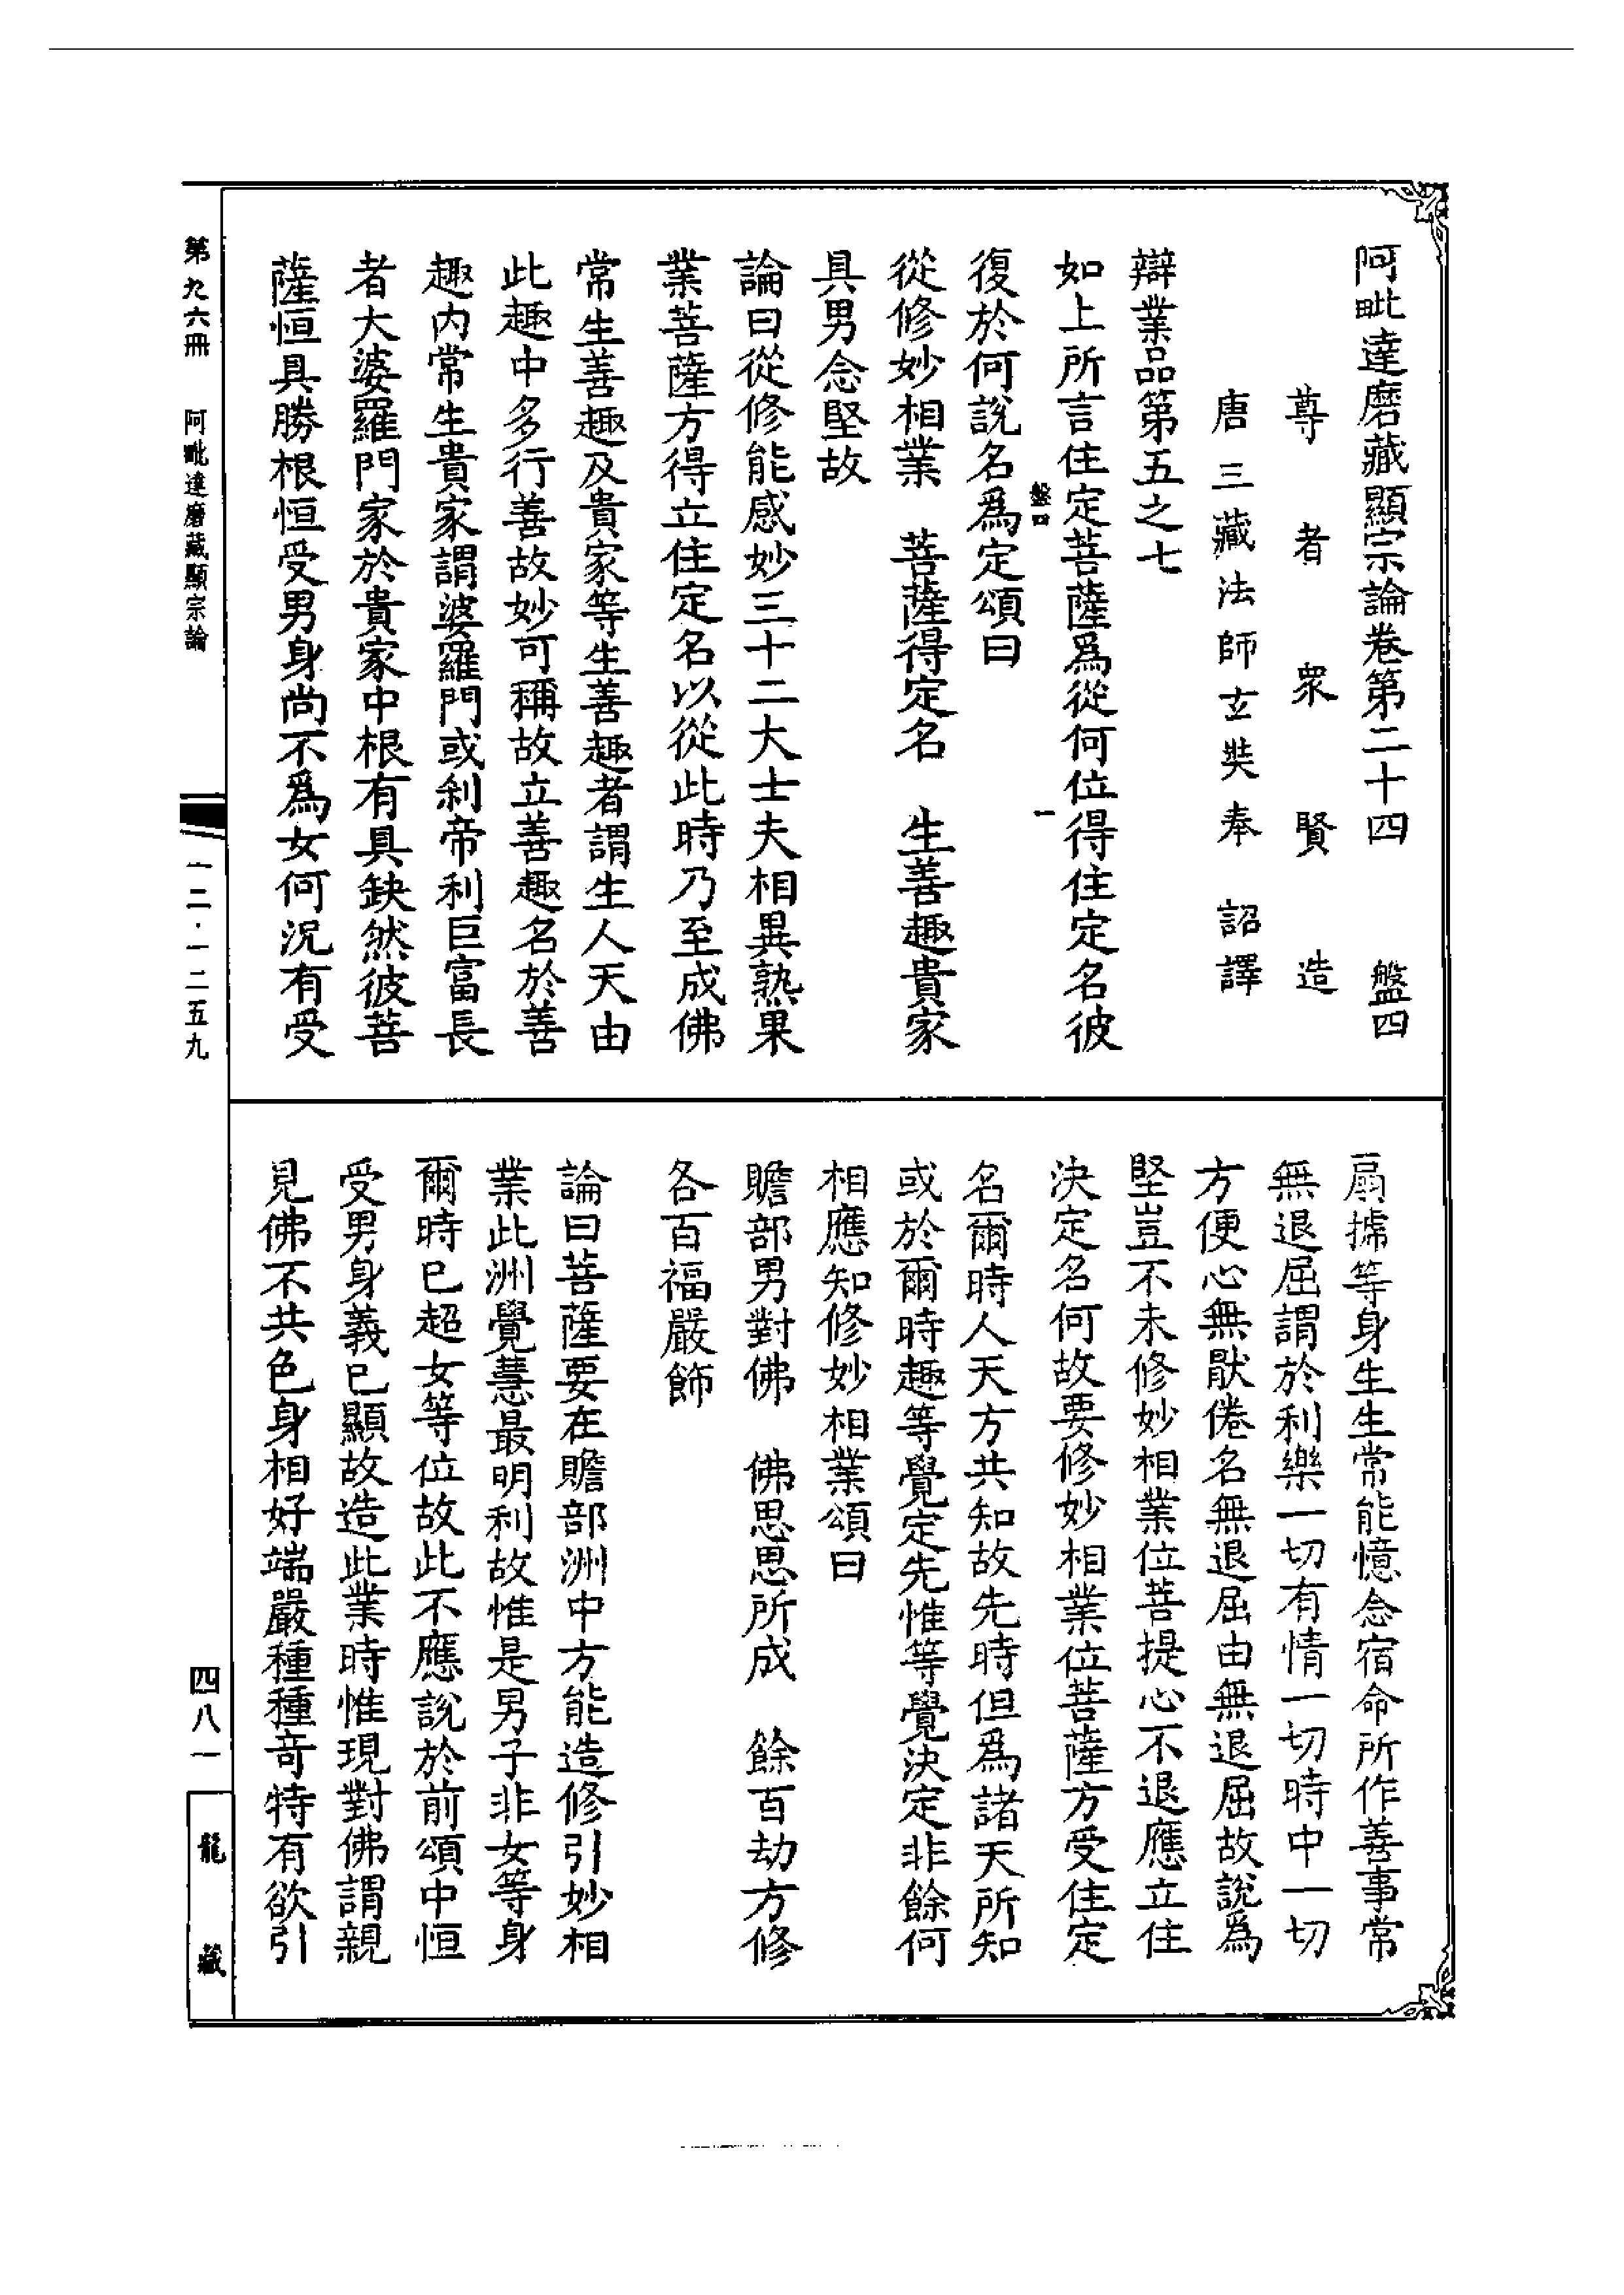 阿毗達磨藏顯宗論卷第二十四 盤四
尊者衆賢造
唐三藏法師玄奘奉詔譯
辯業品第五之七
如上所言住定菩薩爲從何位得住定名彼
盤四 一
復於何說名爲定頌曰
從修妙相業 菩薩得定名 生善趣貴家
具男念堅故
論曰從修能感妙三十二大士夫相異熟果
業菩薩方得立住定名以從此時乃至成佛
常生善趣及貴家等生善趣者謂生人天由
此趣中多行善故妙可稱故立善趣名於善
趣內常生貴家謂婆羅門或刹帝利巨富長
者大婆羅門家於貴家中根有具缺然彼菩
薩恒具勝根恒受男身尚不爲女何況有受
扇搋等身生生常能憶念宿命所作善事常
無退屈謂於利樂一切有情一切時中一切
方便心無厭倦名無退屈由無退屈故說爲
堅豈不未修妙相業位菩提心不退應立住
決定名何故要修妙相業位菩薩方受住定
名爾時人天方共知故先時但爲諸天所知
或於爾時趣等覺定先惟等覺決定非餘何
相應知修妙相業頌曰
贍部男對佛 佛思思所成 餘百劫方修
各百福嚴飾
論曰菩薩要在贍部洲中方能造修引妙相
業此洲覺慧最明利故惟是男子非女等身
爾時已超女等位故此不應說於前頌中恒
受男身義已顯故造此業時惟現對佛謂親
見佛不共色身相好端嚴種種奇特有欲引
第九六冊 阿毗達磨藏顯宗論
一二·一二五九
四八一
龍藏